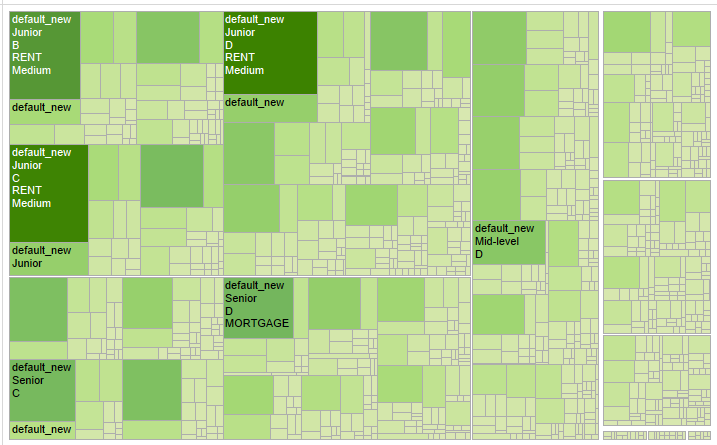 default_new
Junior
B
RENT
Medium
default_new
default_new
Junior
D
RENT
Medium
default_new
default_new
Junior
C
RENT
Medium
default_new
Junior
default_new
Mid-level
D
default_new
Senior
D
MORTGAGE
default_new
Senior
C
default_new